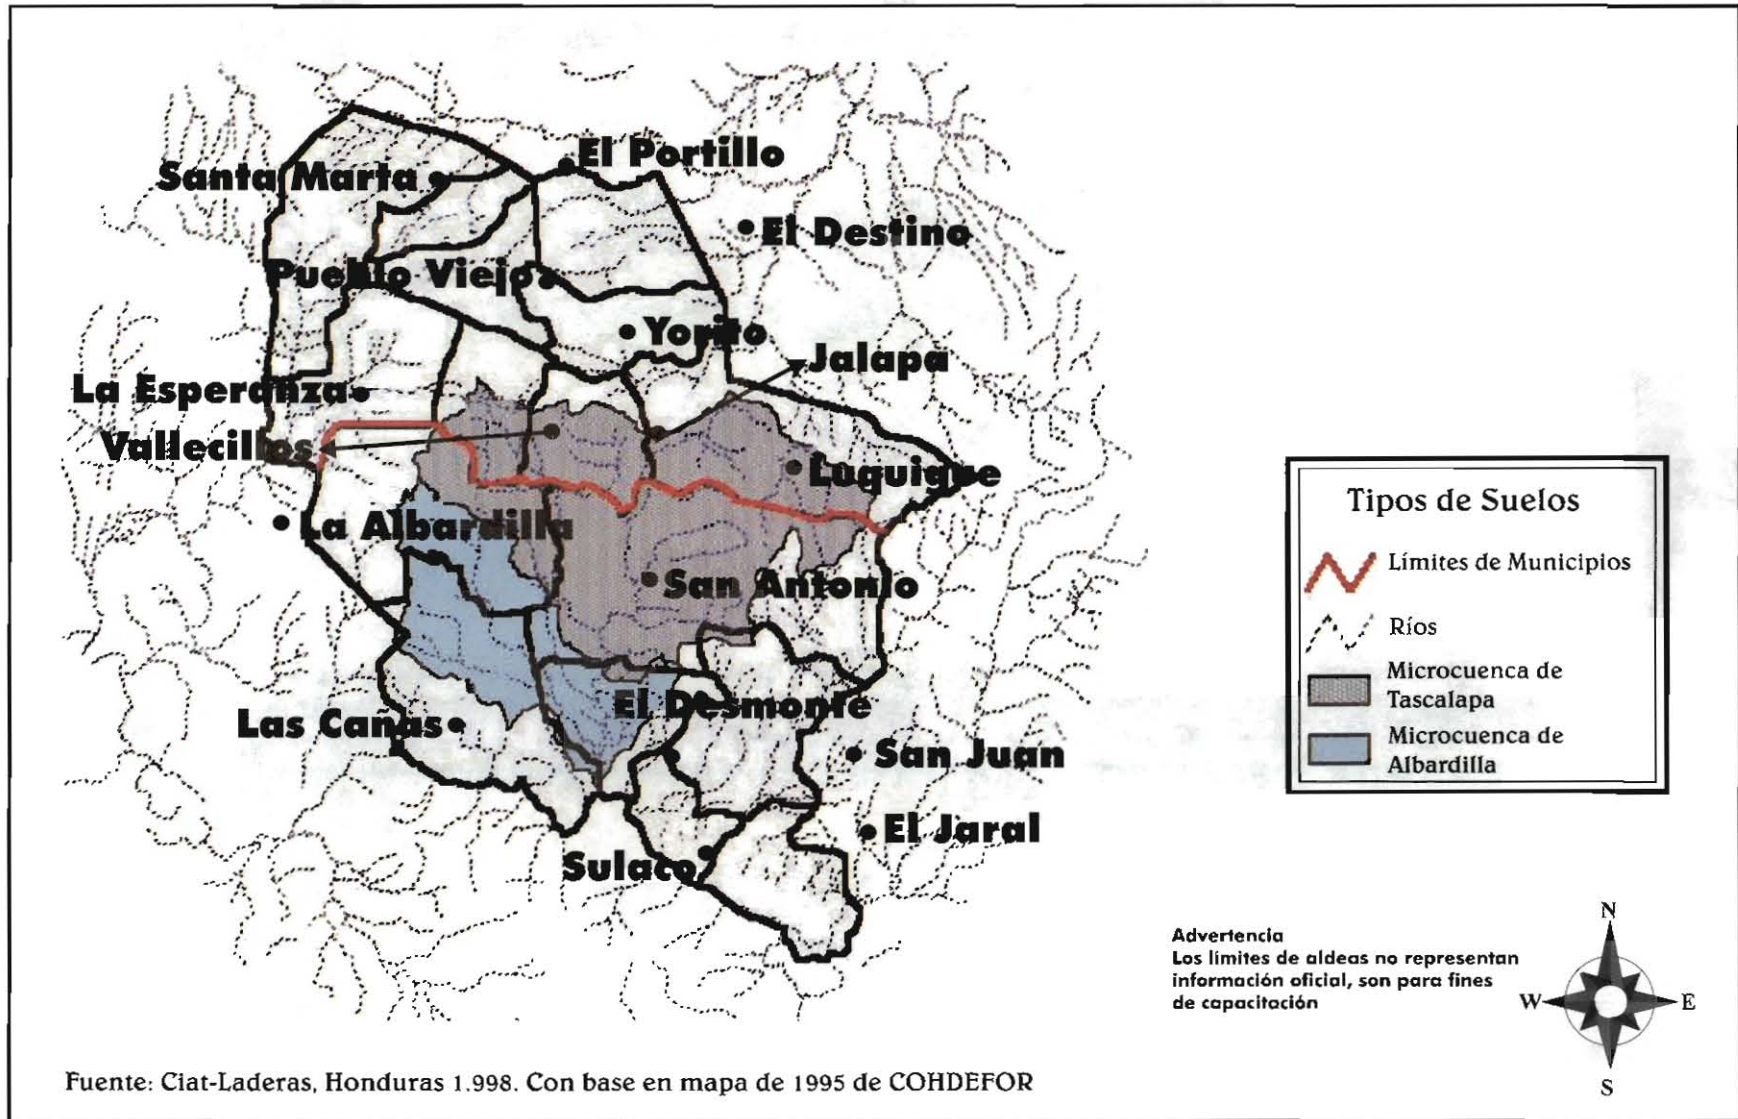 El Portillo
Santa Marta
El Destino
Pueblo Viejo
Yorito
Jalapa
La Esperanza
Vallecillos
Luquigue
La Albardilla
San Antonio
El Desmonte
Las Cañas
San Juan
El Jaral
Sulaco
Tipos de Suelos
Límites de Municipios
Ríos
Microcuenca de
Tascalapa
Microcuenca de
Albardilla
Advertencia
Los límites de aldeas no representan
información oficial, son para fines
de capacitación
N
W
E
S
Fuente: Ciat-Laderas, Honduras 1.998. Con base en mapa de 1995 de COHDEFOR